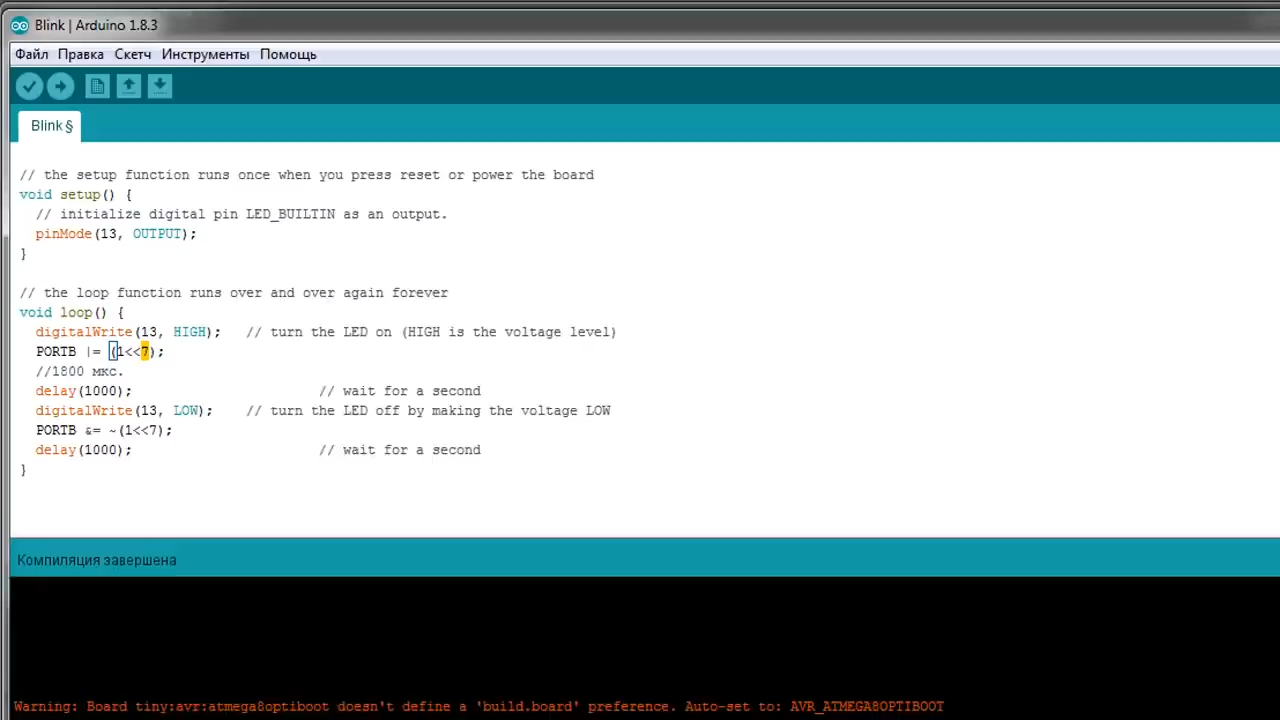 Blink | Arduino 1.8.3
Файл Правка Скетч Инструменты Помощь
Blink §
// the setup function runs once when you press reset or power the board
void setup() {
  // initialize digital pin LED_BUILTIN as an output.
  pinMode(13, OUTPUT);
}
// the loop function runs over and over again forever
void loop() {
  digitalWrite(13, HIGH);   // turn the LED on (HIGH is the voltage level)
  PORTB |= (1<<7);
  //1800 мкс.
  delay(1000);                       // wait for a second
  digitalWrite(13, LOW);    // turn the LED off by making the voltage LOW
  PORTB &= ~(1<<7);
  delay(1000);                       // wait for a second
}
Компиляция завершена
Warning: Board tiny:avr:atmega8optiboot doesn't define a 'build.board' preference. Auto-set to: AVR_ATMEGA8OPTIBOOT